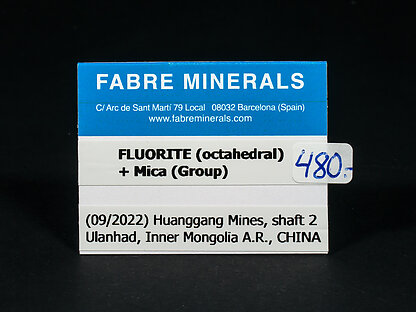 FABRE MINERALS
C/ Arc de Sant Martí 79 Local 08032 Barcelona (Spain)
www.fabreminerals.com
FLUORITE (octahedral)
+ Mica (Group)
480.-
(09/2022) Huanggang Mines, shaft 2
Ulanhad, Inner Mongolia A.R., CHINA